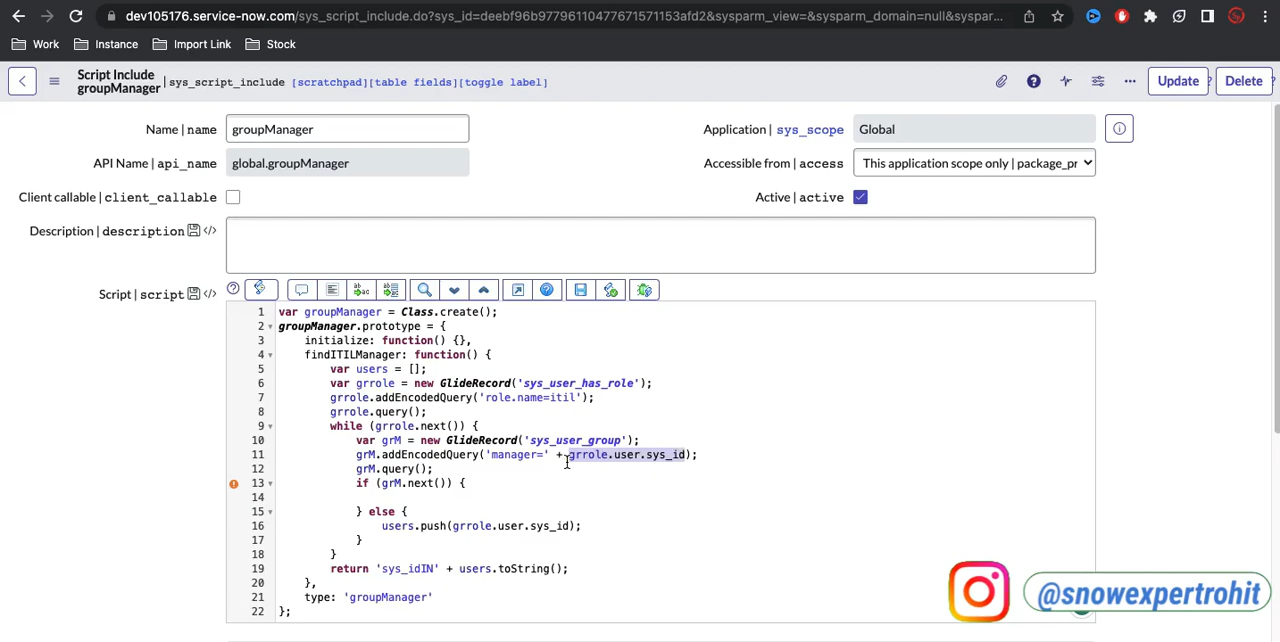 dev105176.service-now.com/sys_script_include.do?sys_id=deebf96b97796110477671571153afd2&sysparm_view=&sysparm_domain=null&syspar...
Work Instance Import Link Stock
Script Include
groupManager | sys_script_include [scratchpad][table fields][toggle label]
Update ? Delete ?
Name | name groupManager Application | sys_scope Global
API Name | api_name global.groupManager Accessible from | access This application scope only | package_pr
Client callable | client_callable Active | active
Description | description </>
Script | script </>
1 var groupManager = Class.create();
2 groupManager.prototype = {
3 initialize: function() {},
4 findITILManager: function() {
5 var users = [];
6 var grrole = new GlideRecord('sys_user_has_role');
7 grrole.addEncodedQuery('role.name=itil');
8 grrole.query();
9 while (grrole.next()) {
10 var grM = new GlideRecord('sys_user_group');
11 grM.addEncodedQuery('manager=' + grrole.user.sys_id);
12 grM.query();
13 if (grM.next()) {
14
15 } else {
16 users.push(grrole.user.sys_id);
17 }
18 }
19 return 'sys_idIN' + users.toString();
20 },
21 type: 'groupManager'
22 };
@snowexpertrohit